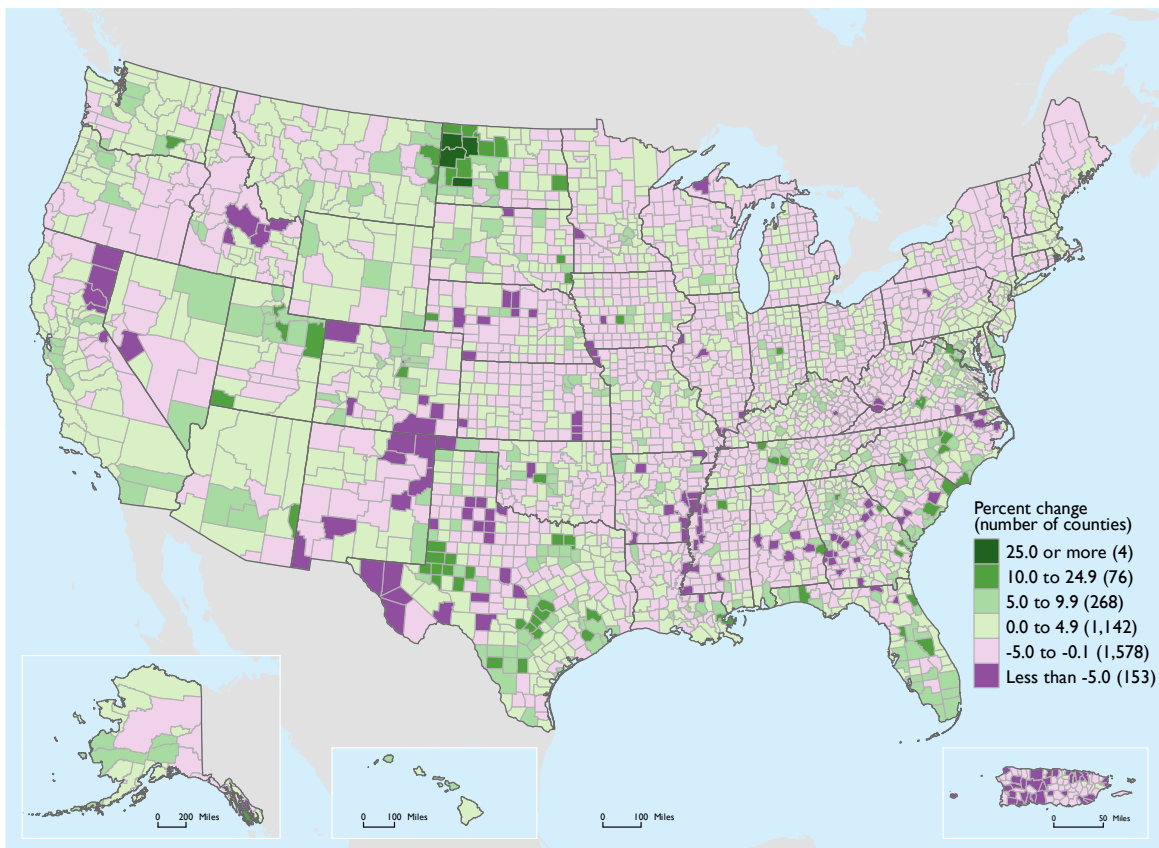 Percent change
(number of counties)
25.0 or more (4)
10.0 to 24.9 (76)
5.0 to 9.9 (268)
0.0 to 4.9 (1,142)
-5.0 to -0.1 (1,578)
Less than -5.0 (153)
0 200 Miles
0 100 Miles
0 100 Miles
0 50 Miles